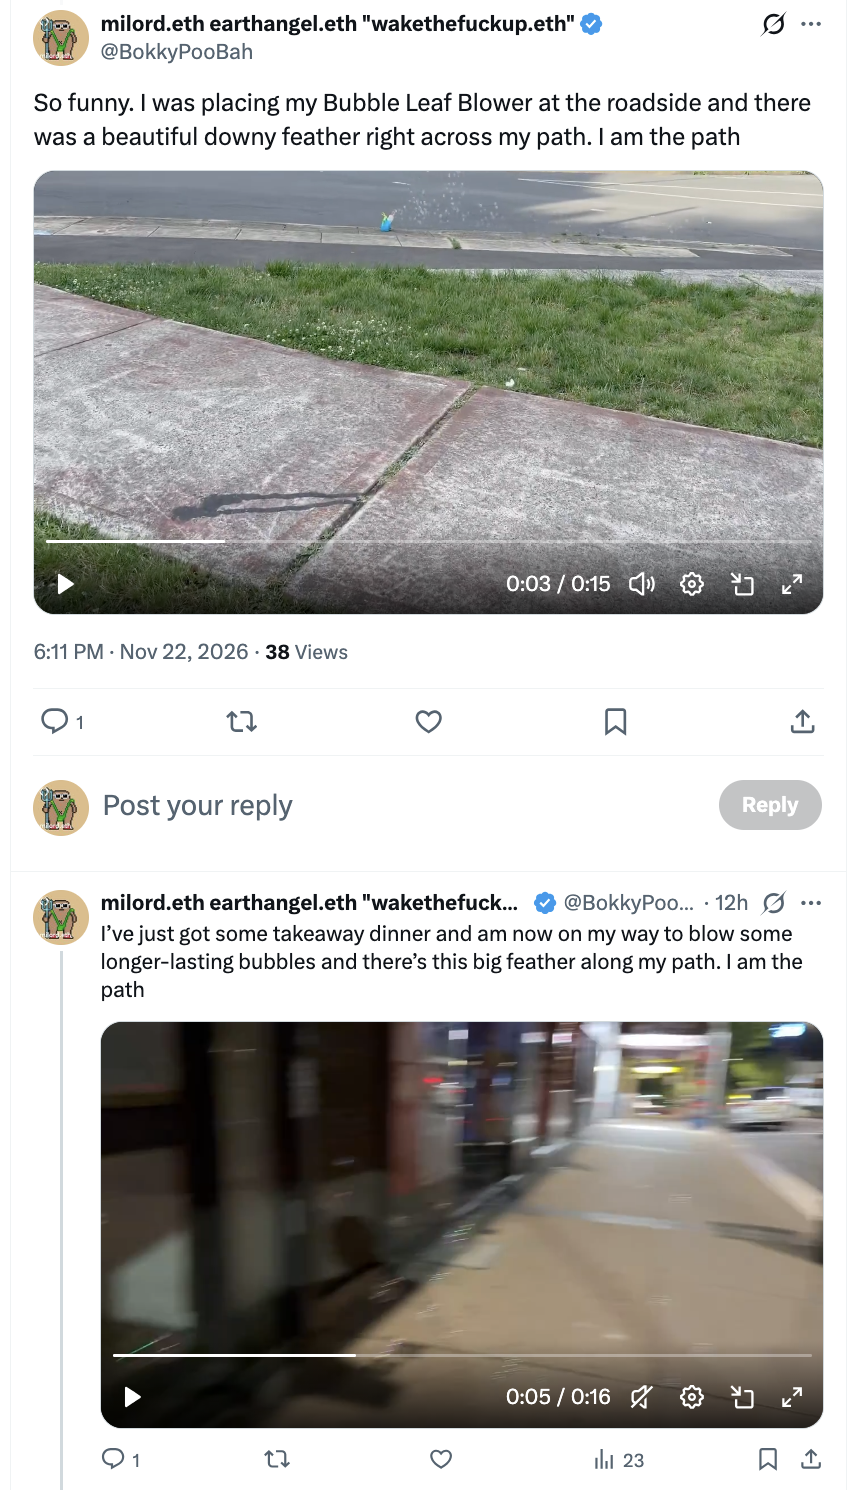 milord.eth earthangel.eth "wakethefuckup.eth"
@BokkyPooBah
So funny. I was placing my Bubble Leaf Blower at the roadside and there
was a beautiful downy feather right across my path. I am the path
0:03 / 0:15
6:11 PM · Nov 22, 2026 · 38 Views
1
Post your reply
Reply
milord.eth earthangel.eth "wakethefuck... @BokkyPoo... · 12h
I've just got some takeaway dinner and am now on my way to blow some
longer-lasting bubbles and there's this big feather along my path. I am the
path
0:05 / 0:16
1
23